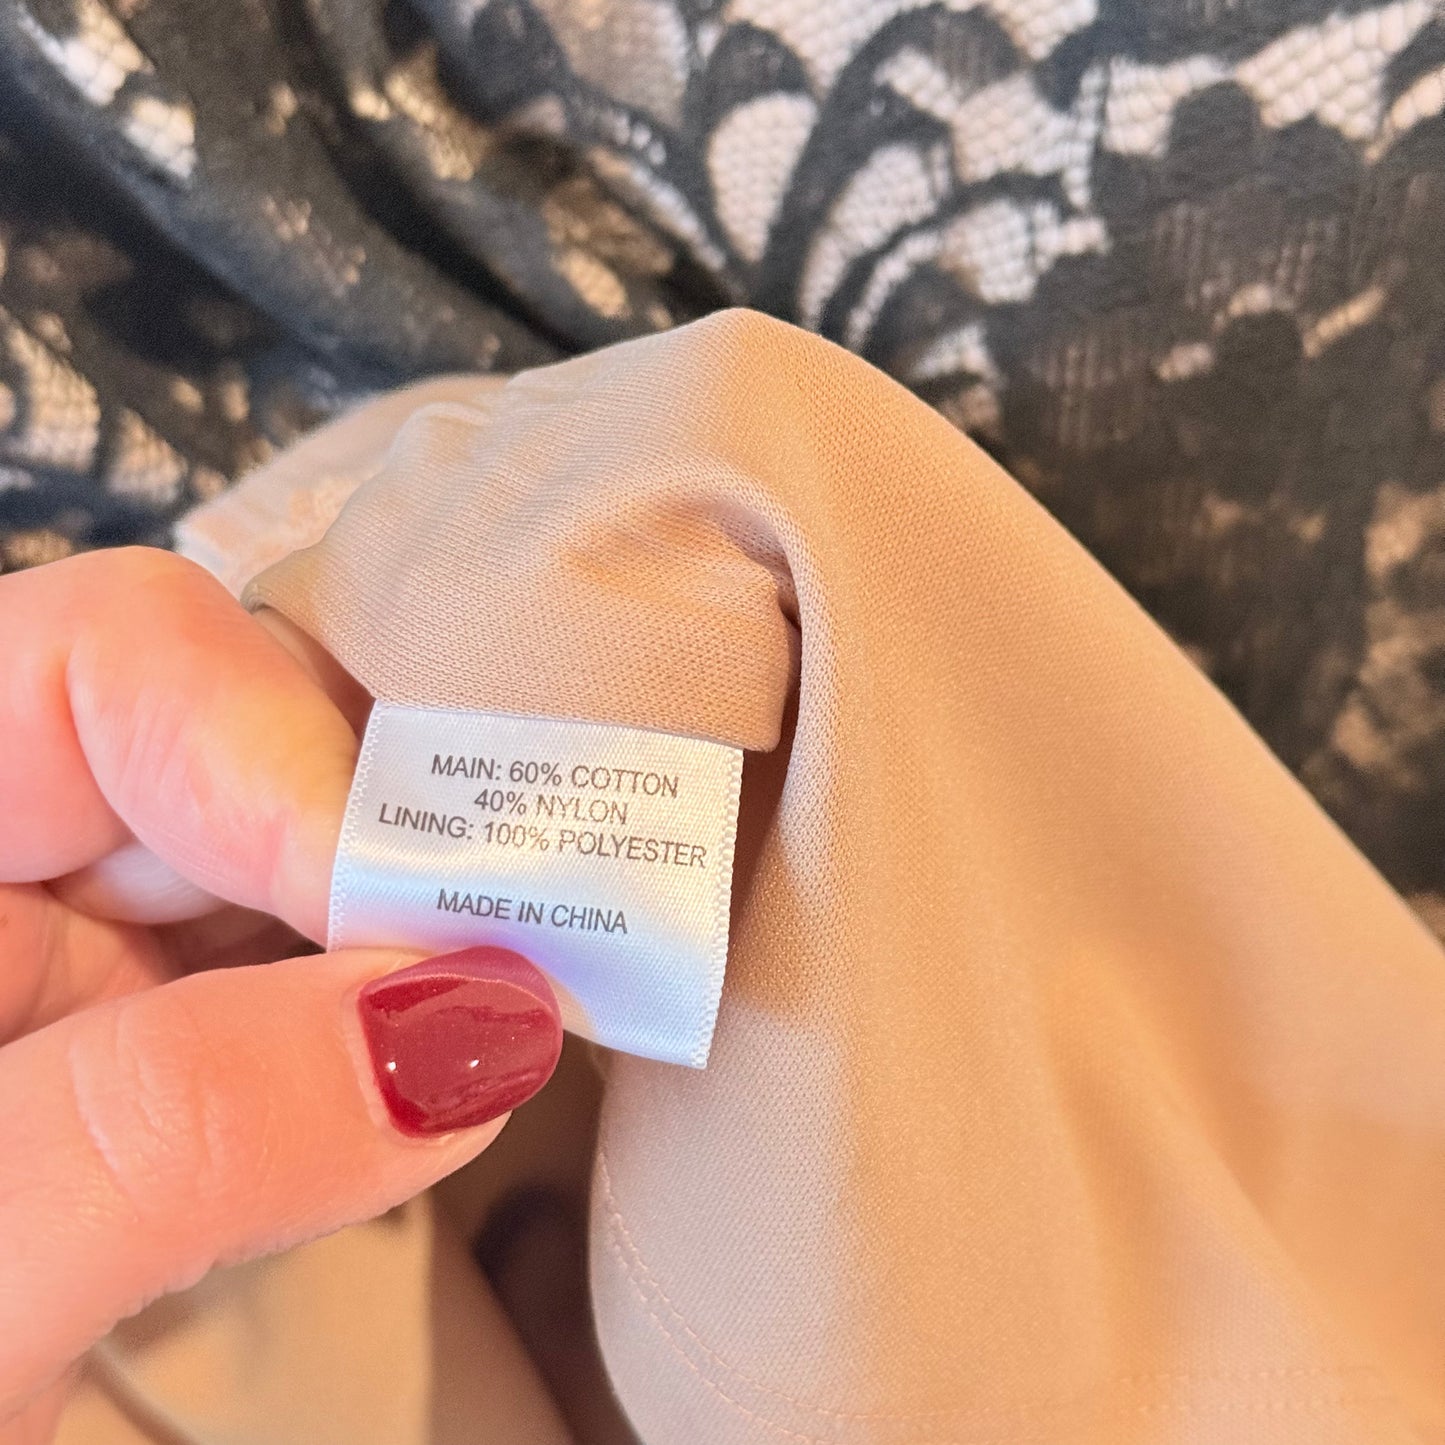 MAIN: 60% COTTON
40% NYLON
LINING: 100% POLYESTER
MADE IN CHINA